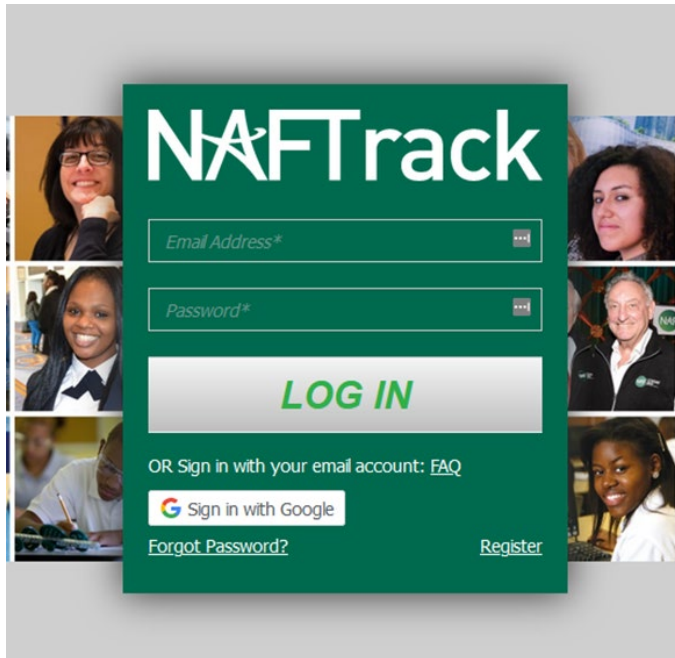 NAFTrack
Email Address*
Password*
LOG IN
OR Sign in with your email account: FAQ
Sign in with Google
Forgot Password?
Register